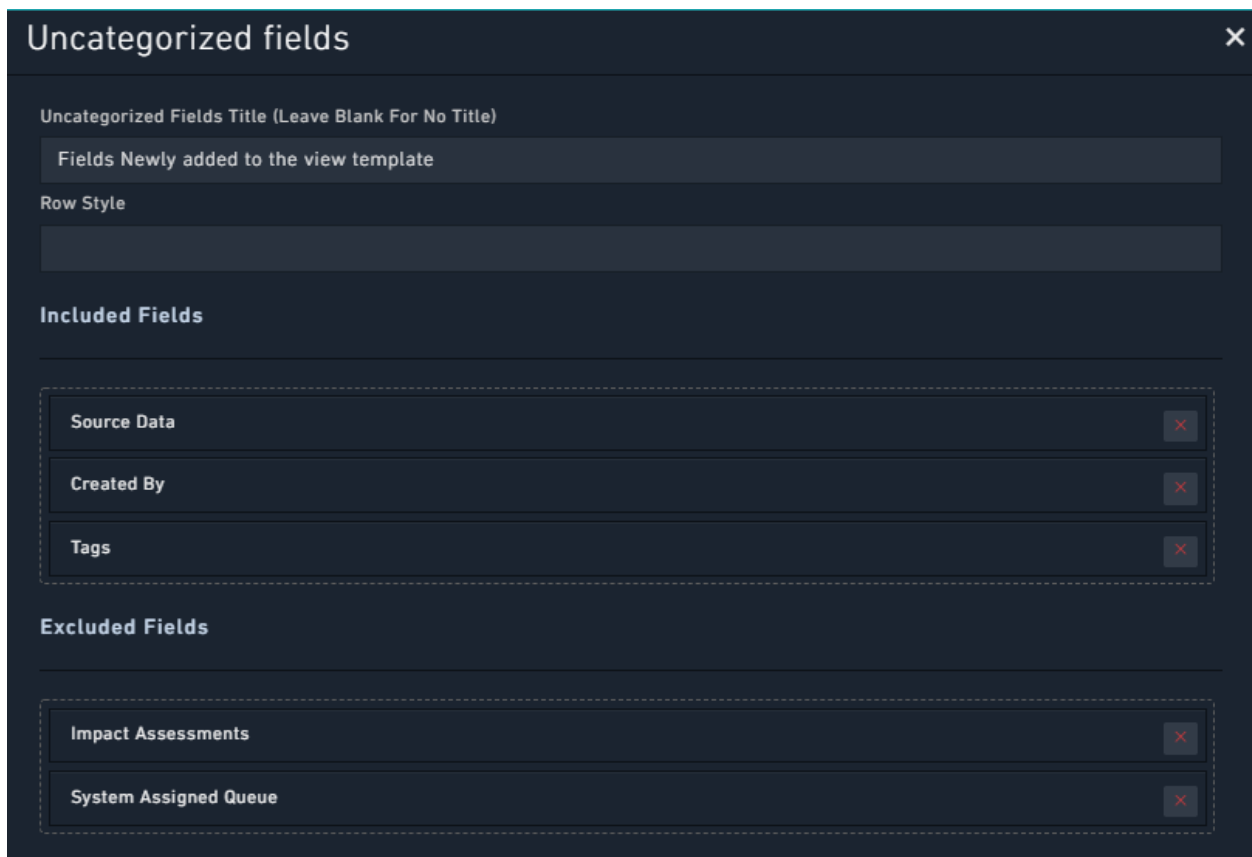 Uncategorized fields
Uncategorized Fields Title (Leave Blank For No Title)
Fields Newly added to the view template
Row Style
Included Fields
Source Data
Created By
Tags
Excluded Fields
Impact Assessments
System Assigned Queue